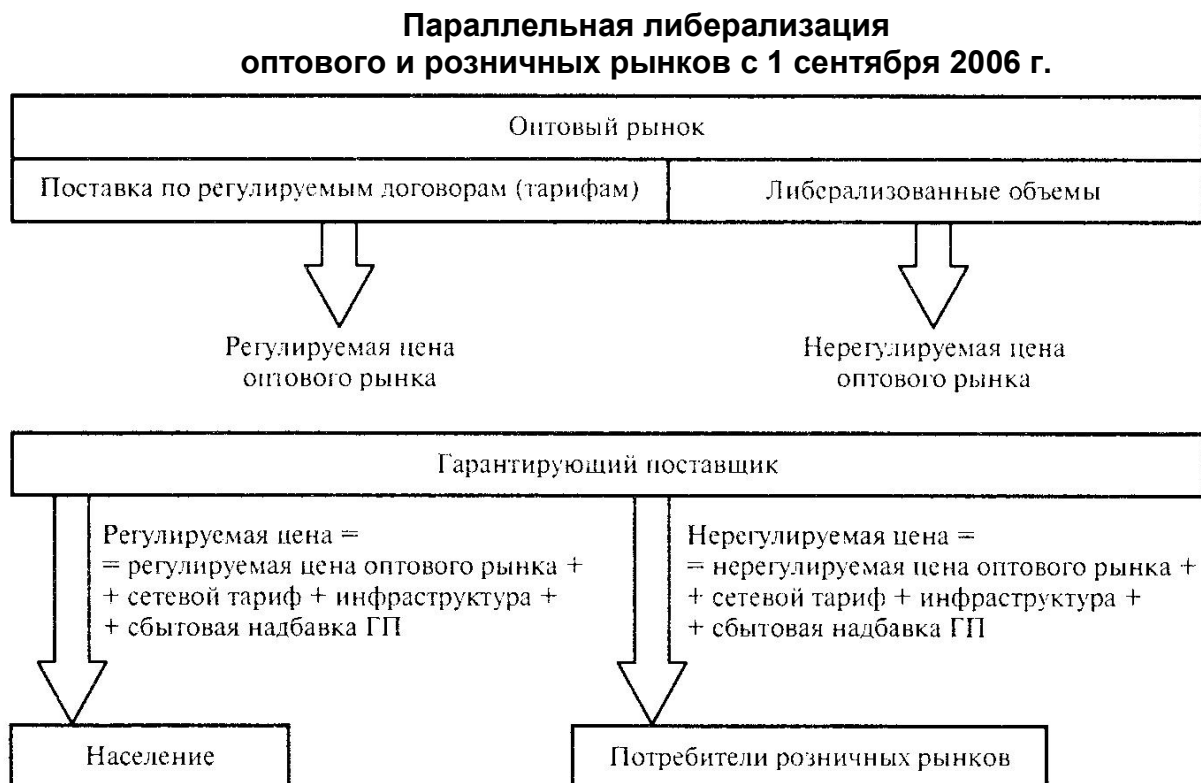 Параллельная либерализация
оптового и розничных рынков с 1 сентября 2006 г.
Оптовый рынок
Поставка по регулируемым договорам (тарифам)
Либерализованные объемы
Регулируемая цена
оптового рынка
Нерегулируемая цена
оптового рынка
Гарантирующий поставщик
Регулируемая цена =
= регулируемая цена оптового рынка +
+ сетевой тариф + инфраструктура +
+ сбытовая надбавка ГП
Нерегулируемая цена =
= нерегулируемая цена оптового рынка +
+ сетевой тариф + инфраструктура +
+ сбытовая надбавка ГП
Население
Потребители розничных рынков